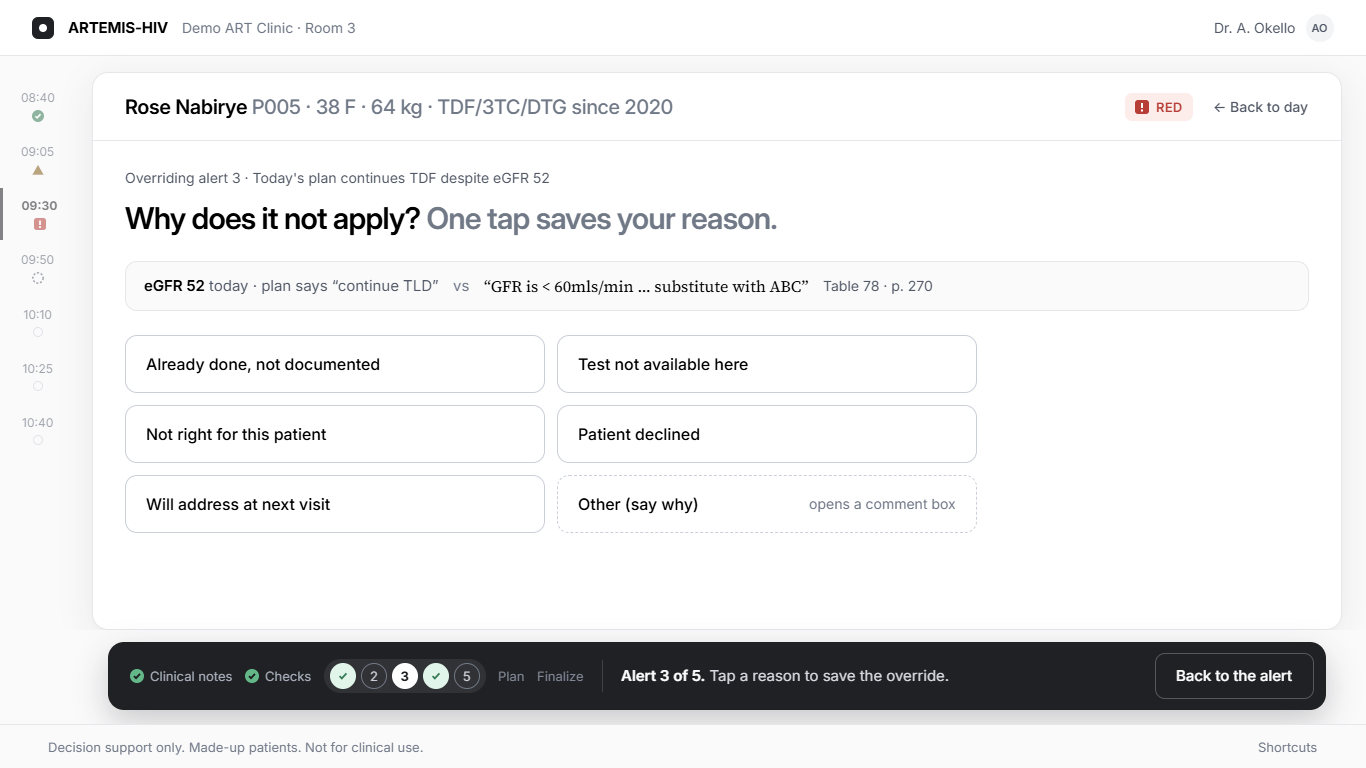 ARTEMIS-HIV Demo ART Clinic · Room 3
Dr. A. Okello AO
08:40
09:05
09:30
09:50
10:10
10:25
10:40
Rose Nabirye P005 · 38 F · 64 kg · TDF/3TC/DTG since 2020
RED
← Back to day
Overriding alert 3 · Today's plan continues TDF despite eGFR 52
Why does it not apply? One tap saves your reason.
eGFR 52 today · plan says “continue TLD” vs “GFR is < 60mls/min ... substitute with ABC” Table 78 · p. 270
Already done, not documented
Test not available here
Not right for this patient
Patient declined
Will address at next visit
Other (say why) opens a comment box
Clinical notes Checks 2 3 5 Plan Finalize Alert 3 of 5. Tap a reason to save the override. Back to the alert
Decision support only. Made-up patients. Not for clinical use.
Shortcuts